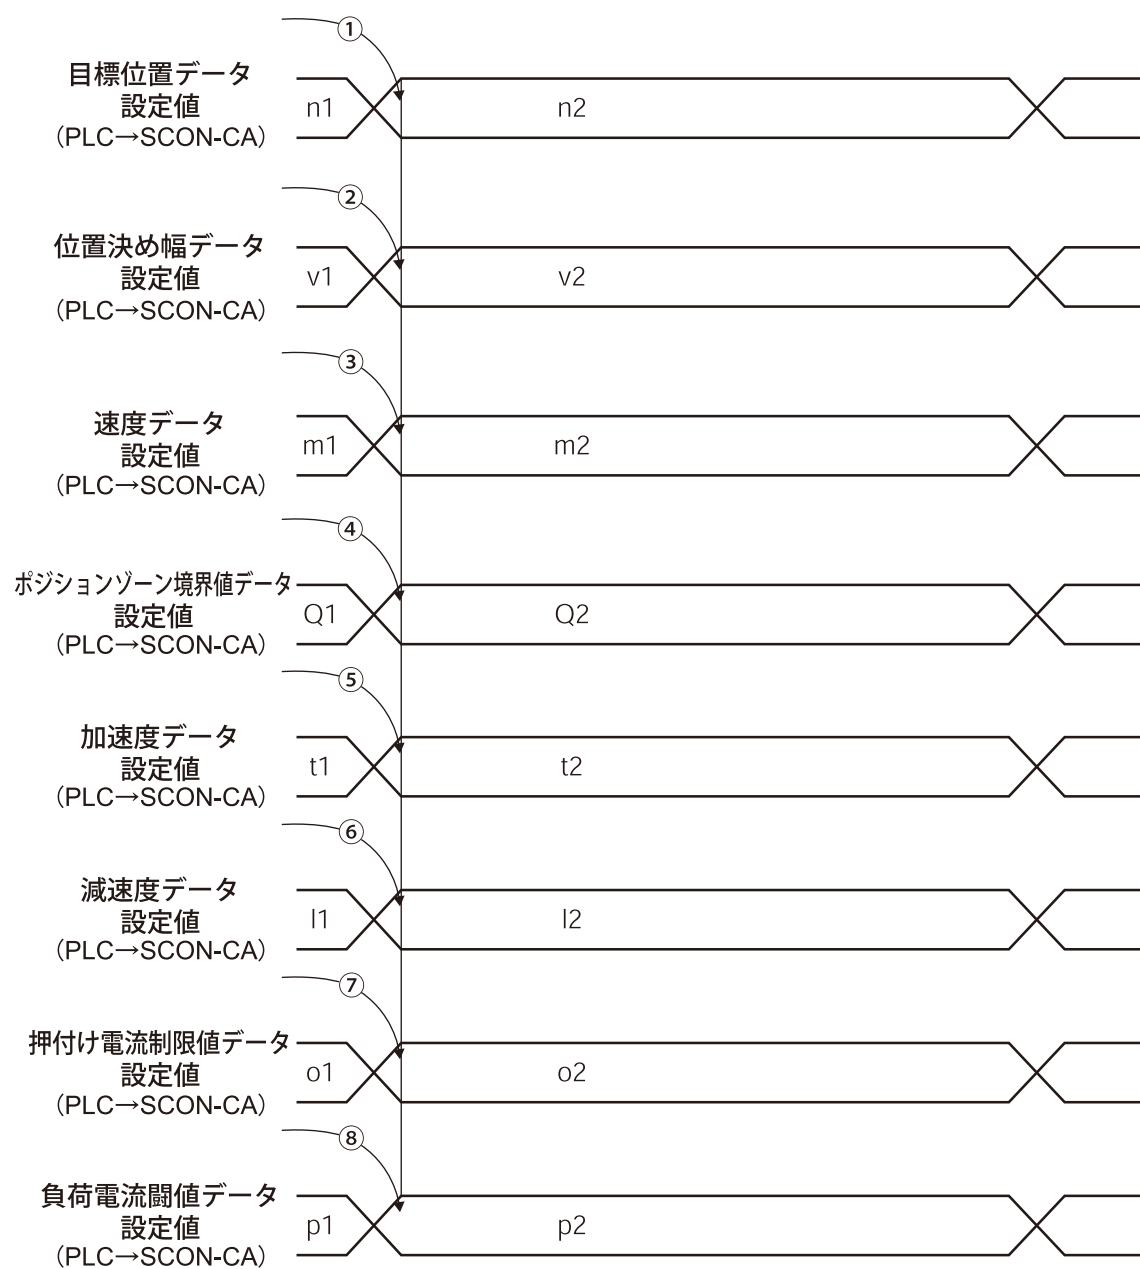 ①
目標位置データ
設定値
(PLC→SCON-CA)
n1
n2
②
位置決め幅データ
設定値
(PLC→SCON-CA)
v1
v2
③
速度データ
設定値
(PLC→SCON-CA)
m1
m2
④
ポジションゾーン境界値データ
設定値
(PLC→SCON-CA)
Q1
Q2
⑤
加速度データ
設定値
(PLC→SCON-CA)
t1
t2
⑥
減速度データ
設定値
(PLC→SCON-CA)
l1
l2
⑦
押付け電流制限値データ
設定値
(PLC→SCON-CA)
o1
o2
⑧
負荷電流闘値データ
設定値
(PLC→SCON-CA)
p1
p2